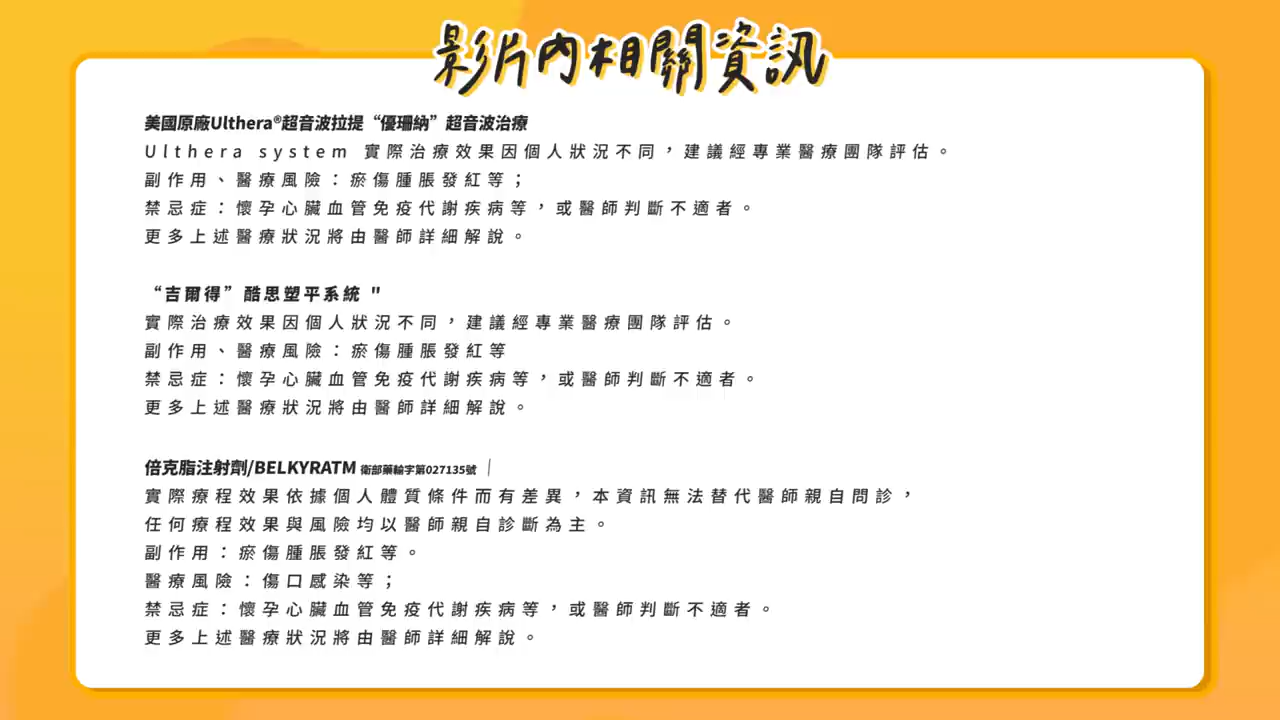 影片內相關資訊
美國原廠Ulthera®超音波拉提“優珊納”超音波治療
Ulthera system 實際治療效果因個人狀況不同，建議經專業醫療團隊評估。
副作用、醫療風險：瘀傷腫脹發紅等；
禁忌症：懷孕心臟血管免疫代謝疾病等，或醫師判斷不適者。
更多上述醫療狀況將由醫師詳細解說。
“吉爾得”酷思塑平系統 "
實際治療效果因個人狀況不同，建議經專業醫療團隊評估。
副作用、醫療風險：瘀傷腫脹發紅等
禁忌症：懷孕心臟血管免疫代謝疾病等，或醫師判斷不適者。
更多上述醫療狀況將由醫師詳細解說。
倍克脂注射劑/BELKYRATM 衛部藥輸字第027135號｜
實際療程效果依據個人體質條件而有差異，本資訊無法替代醫師親自問診，
任何療程效果與風險均以醫師親自診斷為主。
副作用：瘀傷腫脹發紅等。
醫療風險：傷口感染等；
禁忌症：懷孕心臟血管免疫代謝疾病等，或醫師判斷不適者。
更多上述醫療狀況將由醫師詳細解說。